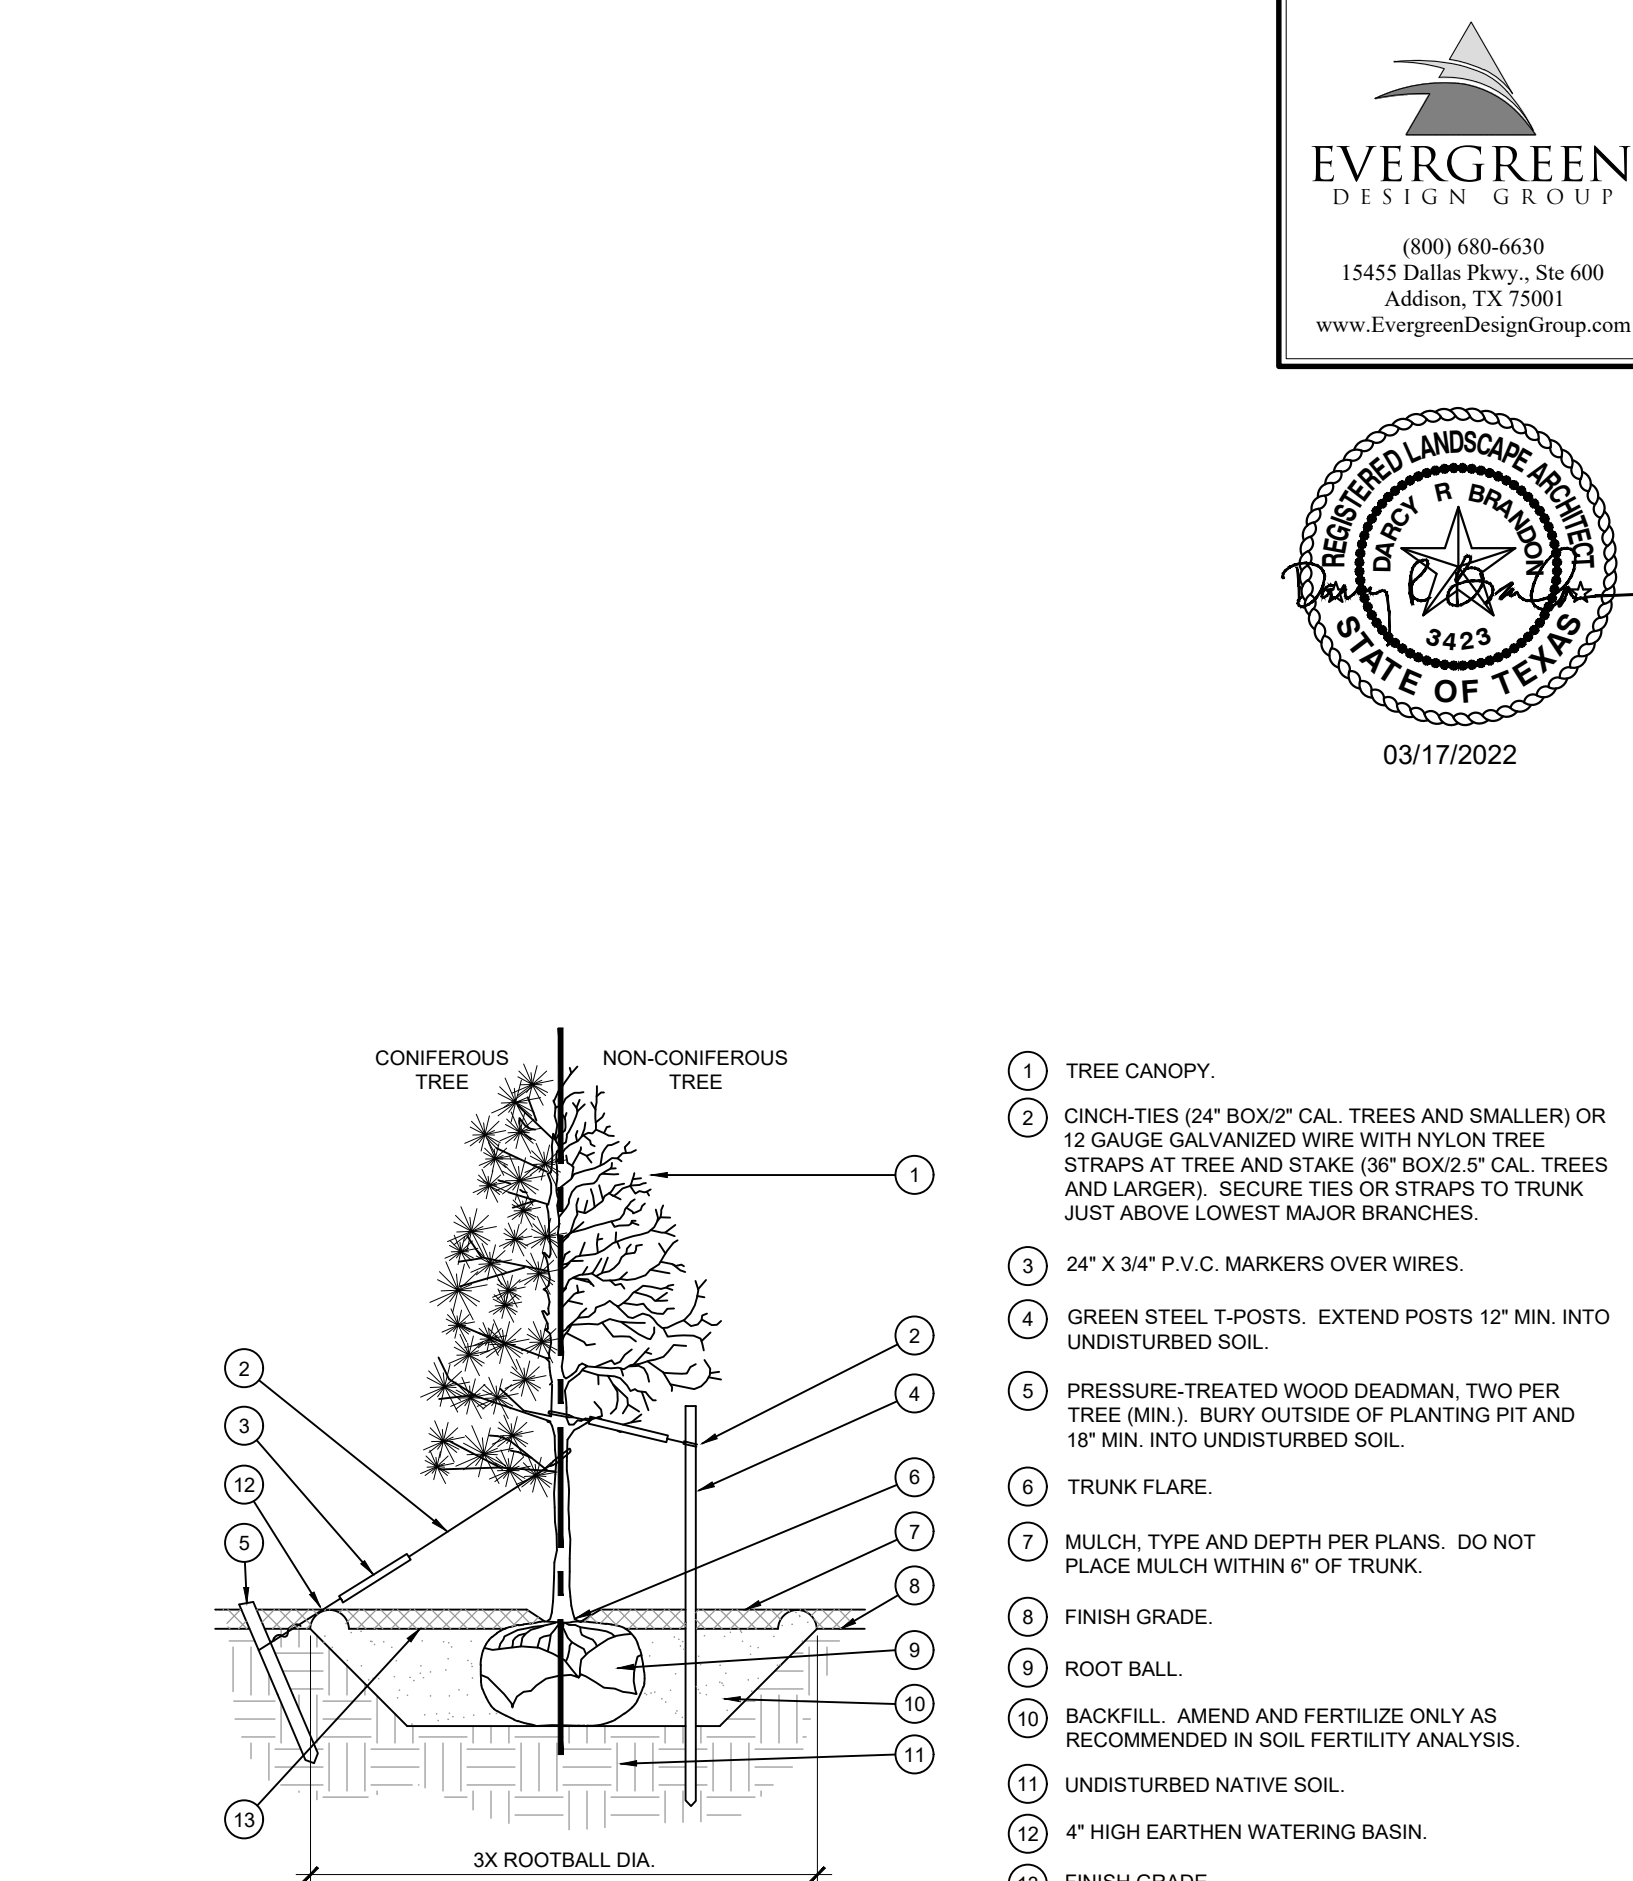 EVERGREEN
DESIGN GROUP
(800) 680-6630
15455 Dallas Pkwy., Ste 600
Addison, TX 75001
www.EvergreenDesignGroup.com
REGISTERED LANDSCAPE ARCHITECT
DARCY R BRANDON
3423
STATE OF TEXAS
03/17/2022
CONIFEROUS
TREE
NON-CONIFEROUS
TREE
1
2
4
6
7
8
9
10
11
2
3
12
5
13
3X ROOTBALL DIA.
1 TREE CANOPY.
2 CINCH-TIES (24" BOX/2" CAL. TREES AND SMALLER) OR
12 GAUGE GALVANIZED WIRE WITH NYLON TREE
STRAPS AT TREE AND STAKE (36" BOX/2.5" CAL. TREES
AND LARGER). SECURE TIES OR STRAPS TO TRUNK
JUST ABOVE LOWEST MAJOR BRANCHES.
3 24" X 3/4" P.V.C. MARKERS OVER WIRES.
4 GREEN STEEL T-POSTS. EXTEND POSTS 12" MIN. INTO
UNDISTURBED SOIL.
5 PRESSURE-TREATED WOOD DEADMAN, TWO PER
TREE (MIN.). BURY OUTSIDE OF PLANTING PIT AND
18" MIN. INTO UNDISTURBED SOIL.
6 TRUNK FLARE.
7 MULCH, TYPE AND DEPTH PER PLANS. DO NOT
PLACE MULCH WITHIN 6" OF TRUNK.
8 FINISH GRADE.
9 ROOT BALL.
10 BACKFILL. AMEND AND FERTILIZE ONLY AS
RECOMMENDED IN SOIL FERTILITY ANALYSIS.
11 UNDISTURBED NATIVE SOIL.
12 4" HIGH EARTHEN WATERING BASIN.
13 FINISH GRADE